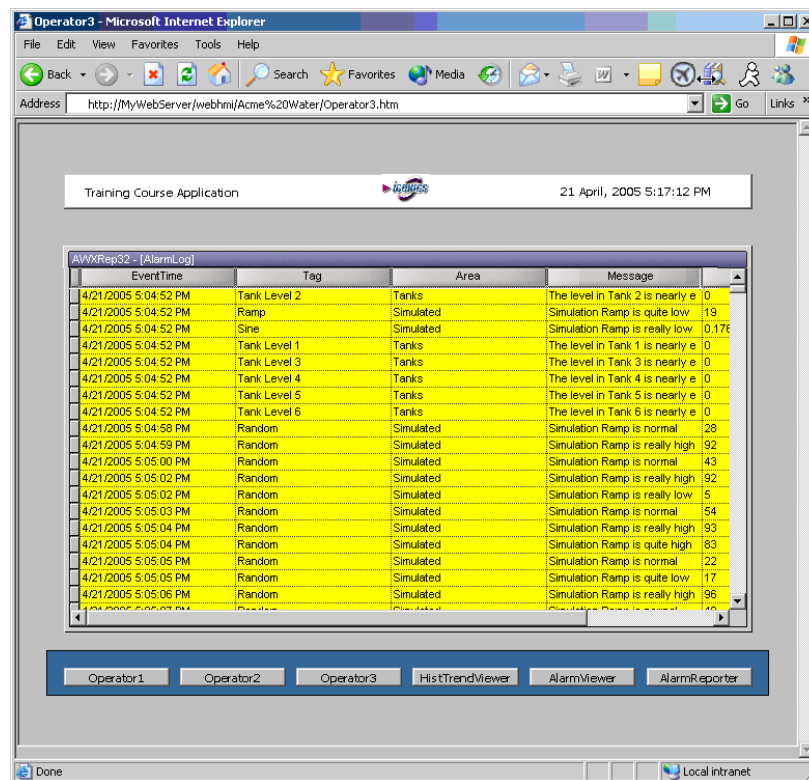 Operator3 - Microsoft Internet Explorer
File Edit View Favorites Tools Help
Back Search Favorites Media
Address http://MyWebServer/webhmi/Acme%20Water/Operator3.htm Go Links »
Training Course Application iconics 21 April, 2005 5:17:12 PM
AWXRep32 - [AlarmLog]
EventTime Tag Area Message
4/21/2005 5:04:52 PM Tank Level 2 Tanks The level in Tank 2 is nearly e 0
4/21/2005 5:04:52 PM Ramp Simulated Simulation Ramp is quite low 19
4/21/2005 5:04:52 PM Sine Simulated Simulation Ramp is really low 0.176
4/21/2005 5:04:52 PM Tank Level 1 Tanks The level in Tank 1 is nearly e 0
4/21/2005 5:04:52 PM Tank Level 3 Tanks The level in Tank 3 is nearly e 0
4/21/2005 5:04:52 PM Tank Level 4 Tanks The level in Tank 4 is nearly e 0
4/21/2005 5:04:52 PM Tank Level 5 Tanks The level in Tank 5 is nearly e 0
4/21/2005 5:04:52 PM Tank Level 6 Tanks The level in Tank 6 is nearly e 0
4/21/2005 5:04:58 PM Random Simulated Simulation Ramp is normal 28
4/21/2005 5:04:59 PM Random Simulated Simulation Ramp is really high 92
4/21/2005 5:05:00 PM Random Simulated Simulation Ramp is normal 43
4/21/2005 5:05:02 PM Random Simulated Simulation Ramp is really high 92
4/21/2005 5:05:02 PM Random Simulated Simulation Ramp is really low 5
4/21/2005 5:05:03 PM Random Simulated Simulation Ramp is normal 54
4/21/2005 5:05:04 PM Random Simulated Simulation Ramp is really high 93
4/21/2005 5:05:04 PM Random Simulated Simulation Ramp is quite high 83
4/21/2005 5:05:05 PM Random Simulated Simulation Ramp is normal 22
4/21/2005 5:05:05 PM Random Simulated Simulation Ramp is quite low 17
4/21/2005 5:05:06 PM Random Simulated Simulation Ramp is really high 96
Operator1 Operator2 Operator3 HistTrendViewer AlarmViewer AlarmReporter
Done Local intranet